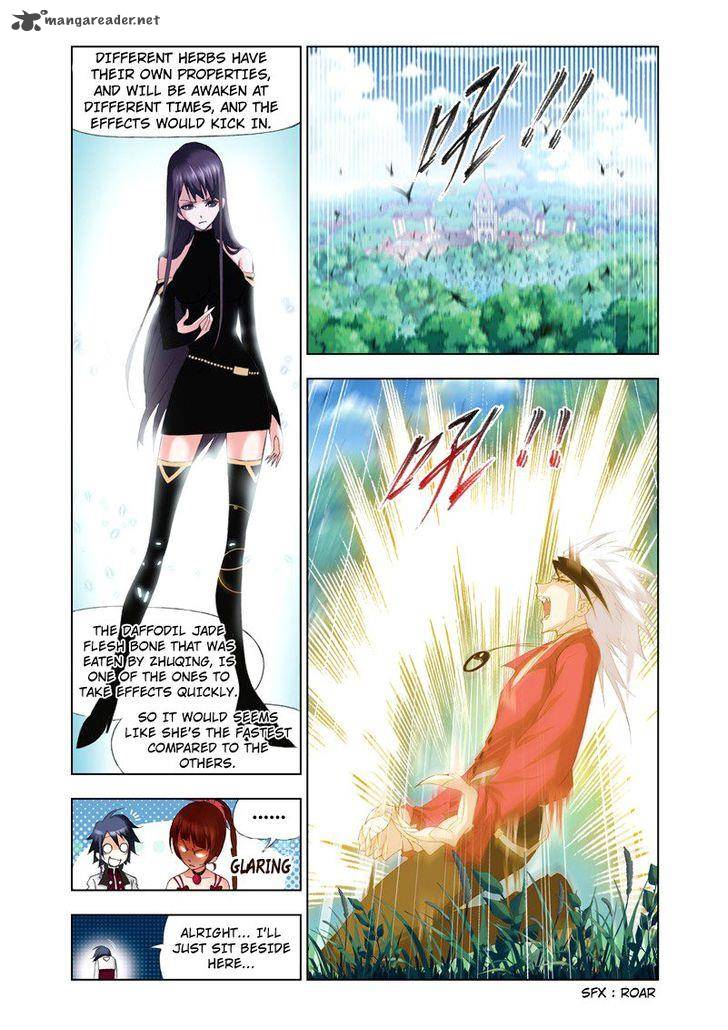 mangareader.net
DIFFERENT HERBS HAVE
THEIR OWN PROPERTIES,
AND WILL BE AWAKEN AT
DIFFERENT TIMES, AND THE
EFFECTS WOULD KICK IN.
THE DAFFODIL JADE
FLESH BONE THAT WAS
EATEN BY ZHUQING, IS
ONE OF THE ONES TO
TAKE EFFECTS QUICKLY.
SO IT WOULD SEEMS
LIKE SHE'S THE FASTEST
COMPARED TO THE
OTHERS.
......
GLARING
ALRIGHT... I'LL
JUST SIT BESIDE
HERE...
吼!!
吼!!
SFX : ROAR